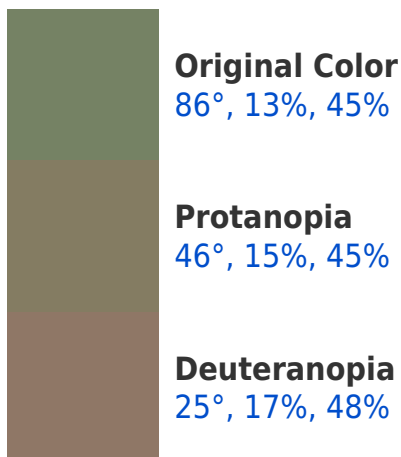 Original Color
86°, 13%, 45%
Protanopia
46°, 15%, 45%
Deuteranopia
25°, 17%, 48%